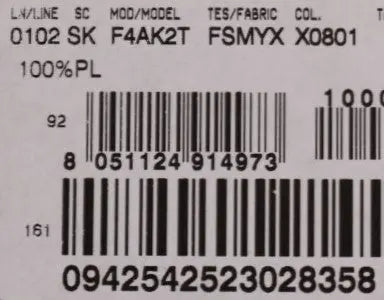 LN/LINE SC MOD/MODEL TES/FABRIC COL. T
0102 SK F4AK2T FSMYX X0801
100%PL
1000
92
8 051124 914973
161
0942542523028358